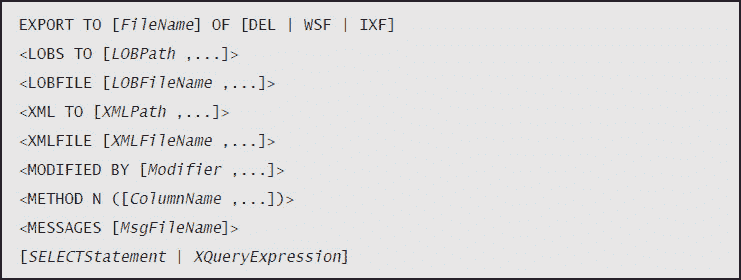 EXPORT TO [FileName] OF [DEL | WSF | IXF]
<LOBS TO [LOBPath ,...]>
<LOBFILE [LOBFileName ,...]>
<XML TO [XMLPath ,...]>
<XMLFILE [XMLFileName ,...]>
<MODIFIED BY [Modifier ,...]>
<METHOD N ([ColumnName ,...])>
<MESSAGES [MsgFileName]>
[SELECTStatement | XQueryExpression]